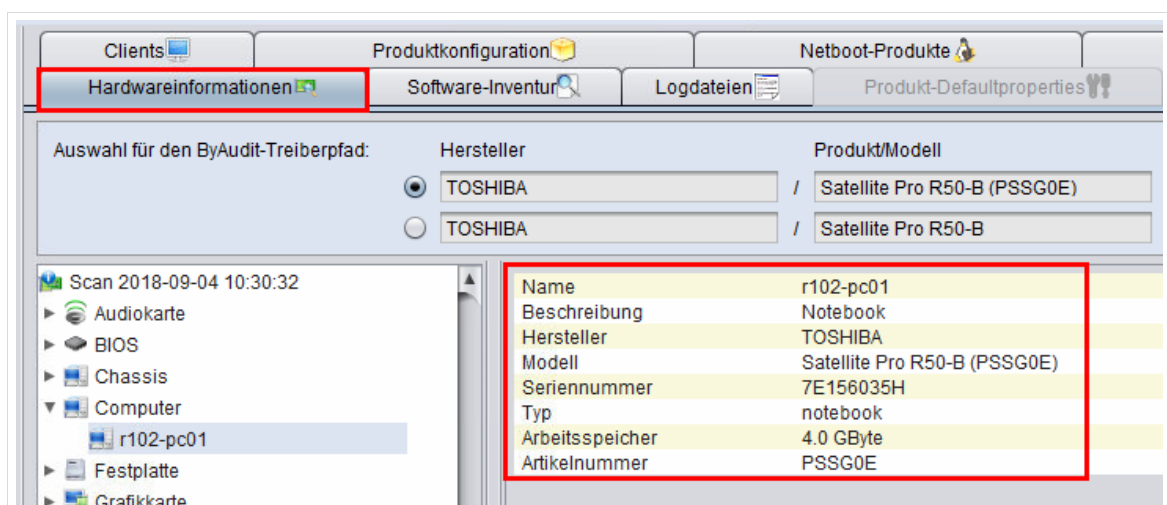 Clients Produktkonfiguration Netboot-Produkte
Hardwareinformationen Software-Inventur Logdateien Produkt-Defaultproperties
Auswahl für den ByAudit-Treiberpfad: Hersteller Produkt/Modell
TOSHIBA / Satellite Pro R50-B (PSSG0E)
TOSHIBA / Satellite Pro R50-B
Scan 2018-09-04 10:30:32
Audiokarte
BIOS
Chassis
Computer
r102-pc01
Festplatte
Grafikkarte
Name r102-pc01
Beschreibung Notebook
Hersteller TOSHIBA
Modell Satellite Pro R50-B (PSSG0E)
Seriennummer 7E156035H
Typ notebook
Arbeitsspeicher 4.0 GByte
Artikelnummer PSSG0E